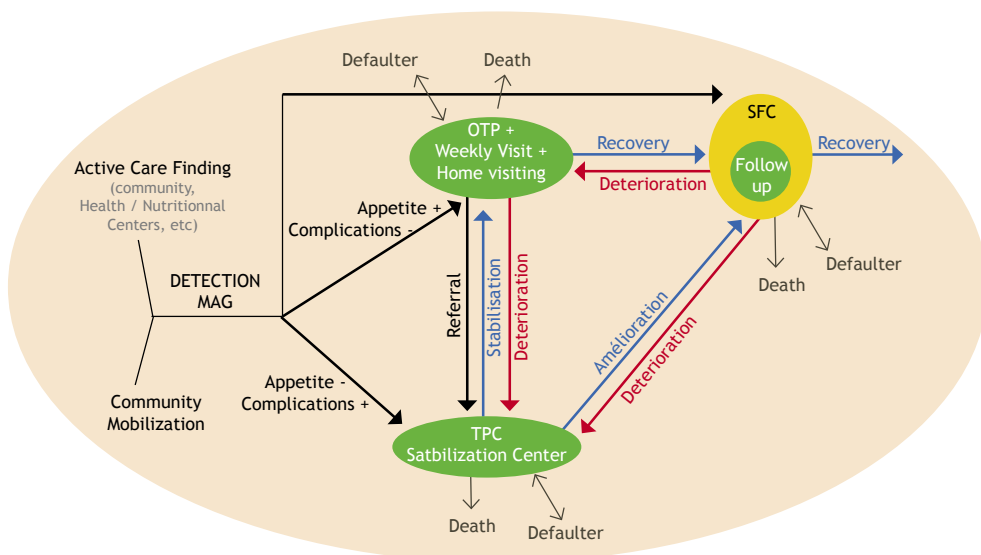 Defaulter
Death
SFC
OTP +
Weekly Visit +
Home visiting
Recovery
Recovery
Follow
up
Deterioration
Active Care Finding
(community,
Health / Nutritionnal
Centers, etc)
Appetite +
Complications -
DETECTION
MAG
Referral
Stabilisation
Deterioration
Amélioration
Deterioration
Death
Defaulter
Appetite -
Complications +
Community
Mobilization
TPC
Satbilization Center
Death
Defaulter